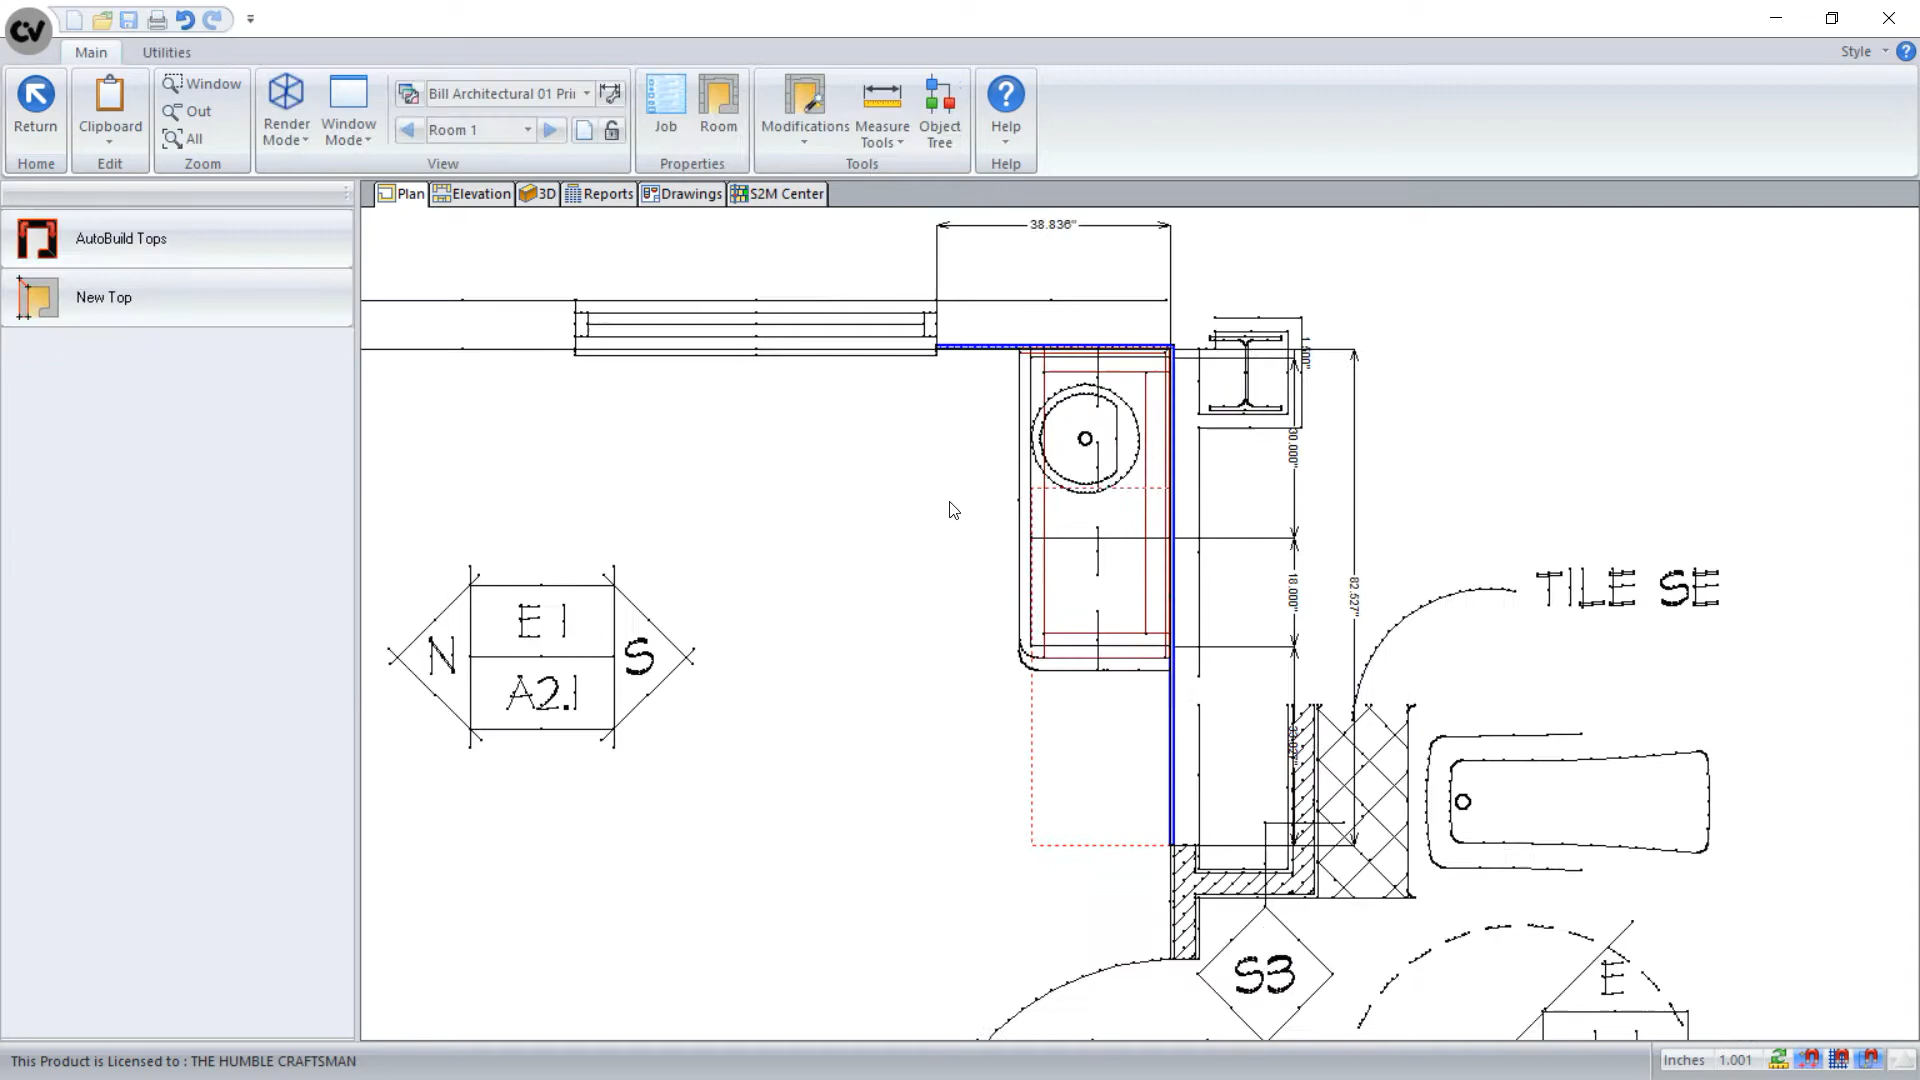 CV
Main
Utilities
Style
Return
Clipboard
Window
Out
All
Render Mode
Window Mode
Bill Architectural 01 Pri
Room 1
Job
Room
Modifications
Measure Tools
Object Tree
Help
Home
Edit
Zoom
View
Properties
Tools
Help
Plan
Elevation
3D
Reports
Drawings
S2M Center
AutoBuild Tops
New Top
38.836"
30.000"
18.000"
82.527"
TILE SE
N
E1
S
A2.1
S3
E
This Product is Licensed to : THE HUMBLE CRAFTSMAN
Inches
1.001